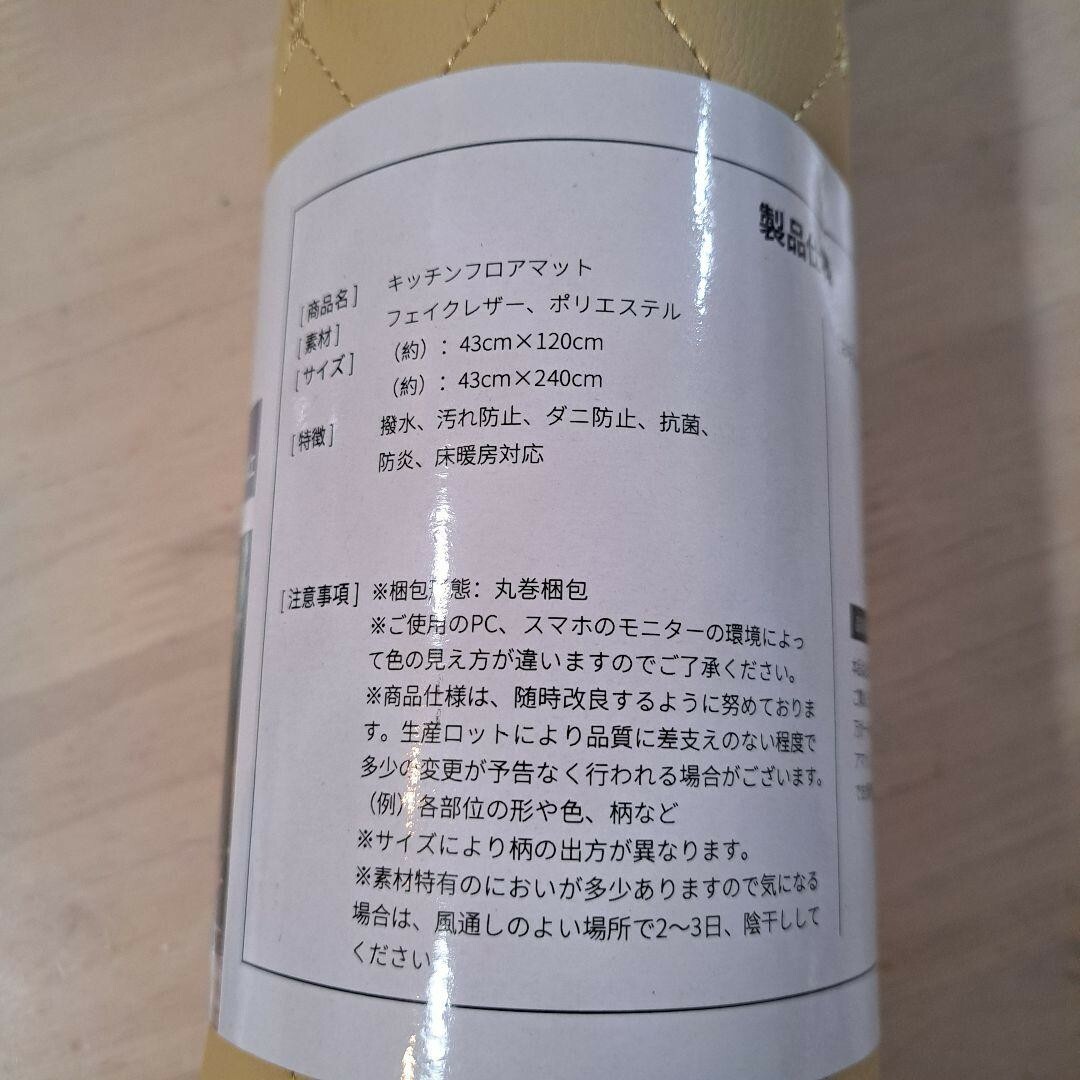 製品仕
[商品名] キッチンフロアマット
[素材] フェイクレザー、ポリエステル
[サイズ] （約）：43cm×120cm
（約）：43cm×240cm
[特徴] 撥水、汚れ防止、ダニ防止、抗菌、
防炎、床暖房対応
[注意事項] ※梱包形態：丸巻梱包
※ご使用のPC、スマホのモニターの環境によっ
て色の見え方が違いますのでご了承ください。
※商品仕様は、随時改良するように努めておりま
す。生産ロットにより品質に差支えのない程度で
多少の変更が予告なく行われる場合がございます。
（例）各部位の形や色、柄など
※サイズにより柄の出方が異なります。
※素材特有のにおいが多少ありますので気になる
場合は、風通しのよい場所で2～3日、陰干しして
ください